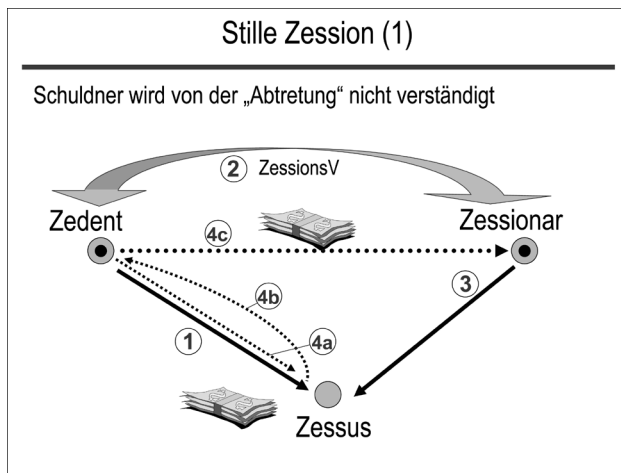 Stille Zession (1)
Schuldner wird von der „Abtretung“ nicht verständigt
2 ZessionsV
Zedent
Zessionar
4c
4b
3
1
4a
Zessus